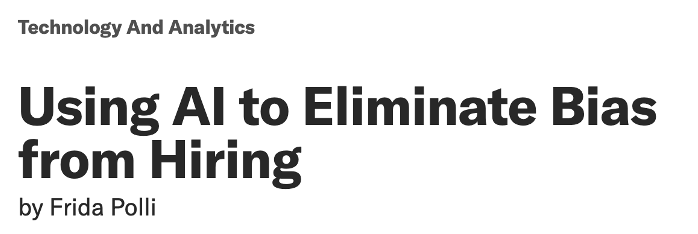 Technology And Analytics
Using AI to Eliminate Bias
from Hiring
by Frida Polli